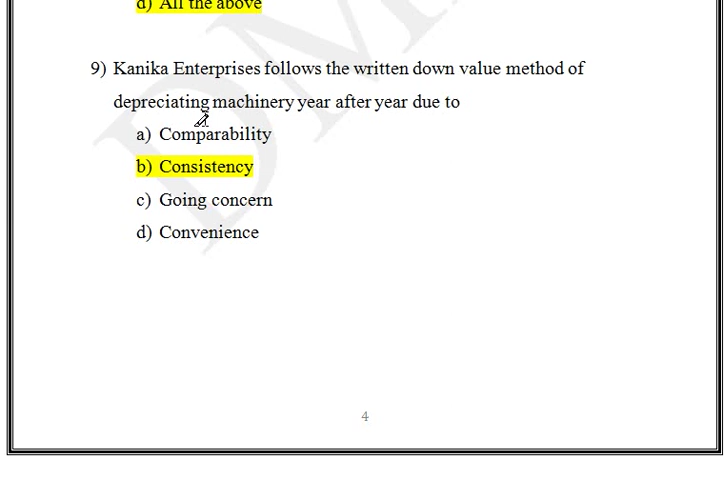 d) All the above
9) Kanika Enterprises follows the written down value method of
depreciating machinery year after year due to
a) Comparability
b) Consistency
c) Going concern
d) Convenience
4